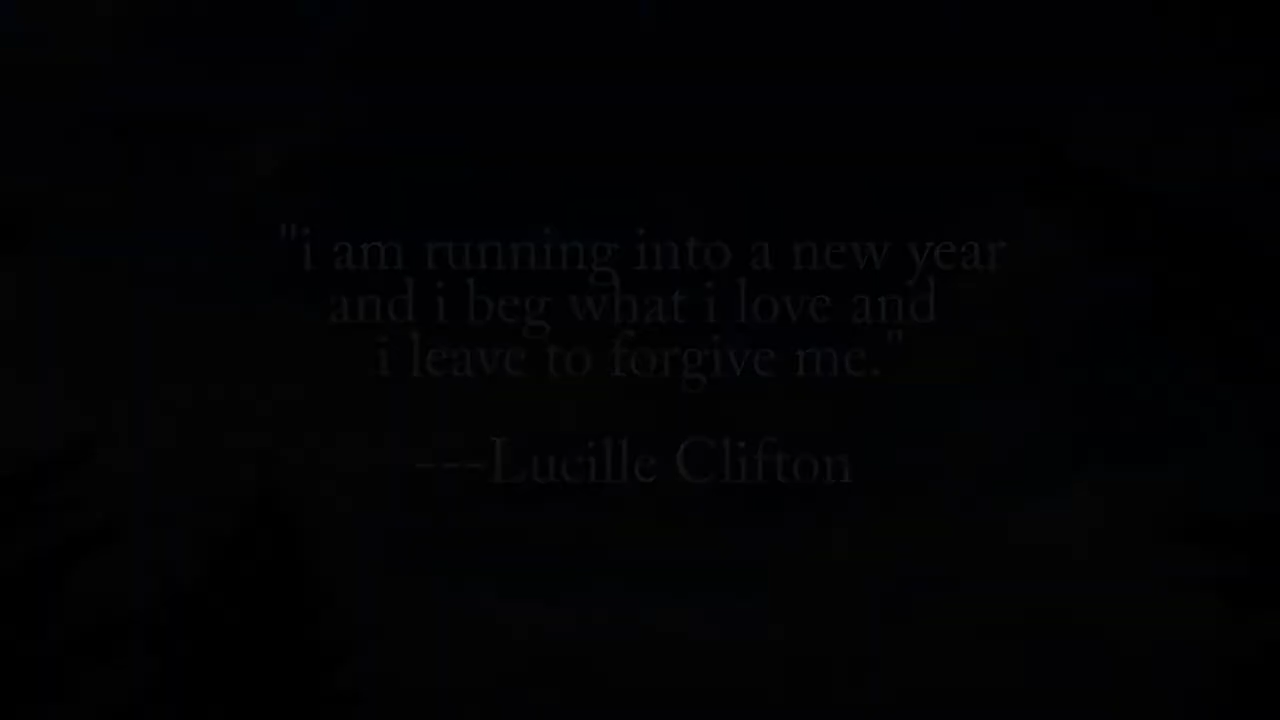 "i am running into a new year
and i beg what i love and
i leave to forgive me."
---Lucille Clifton